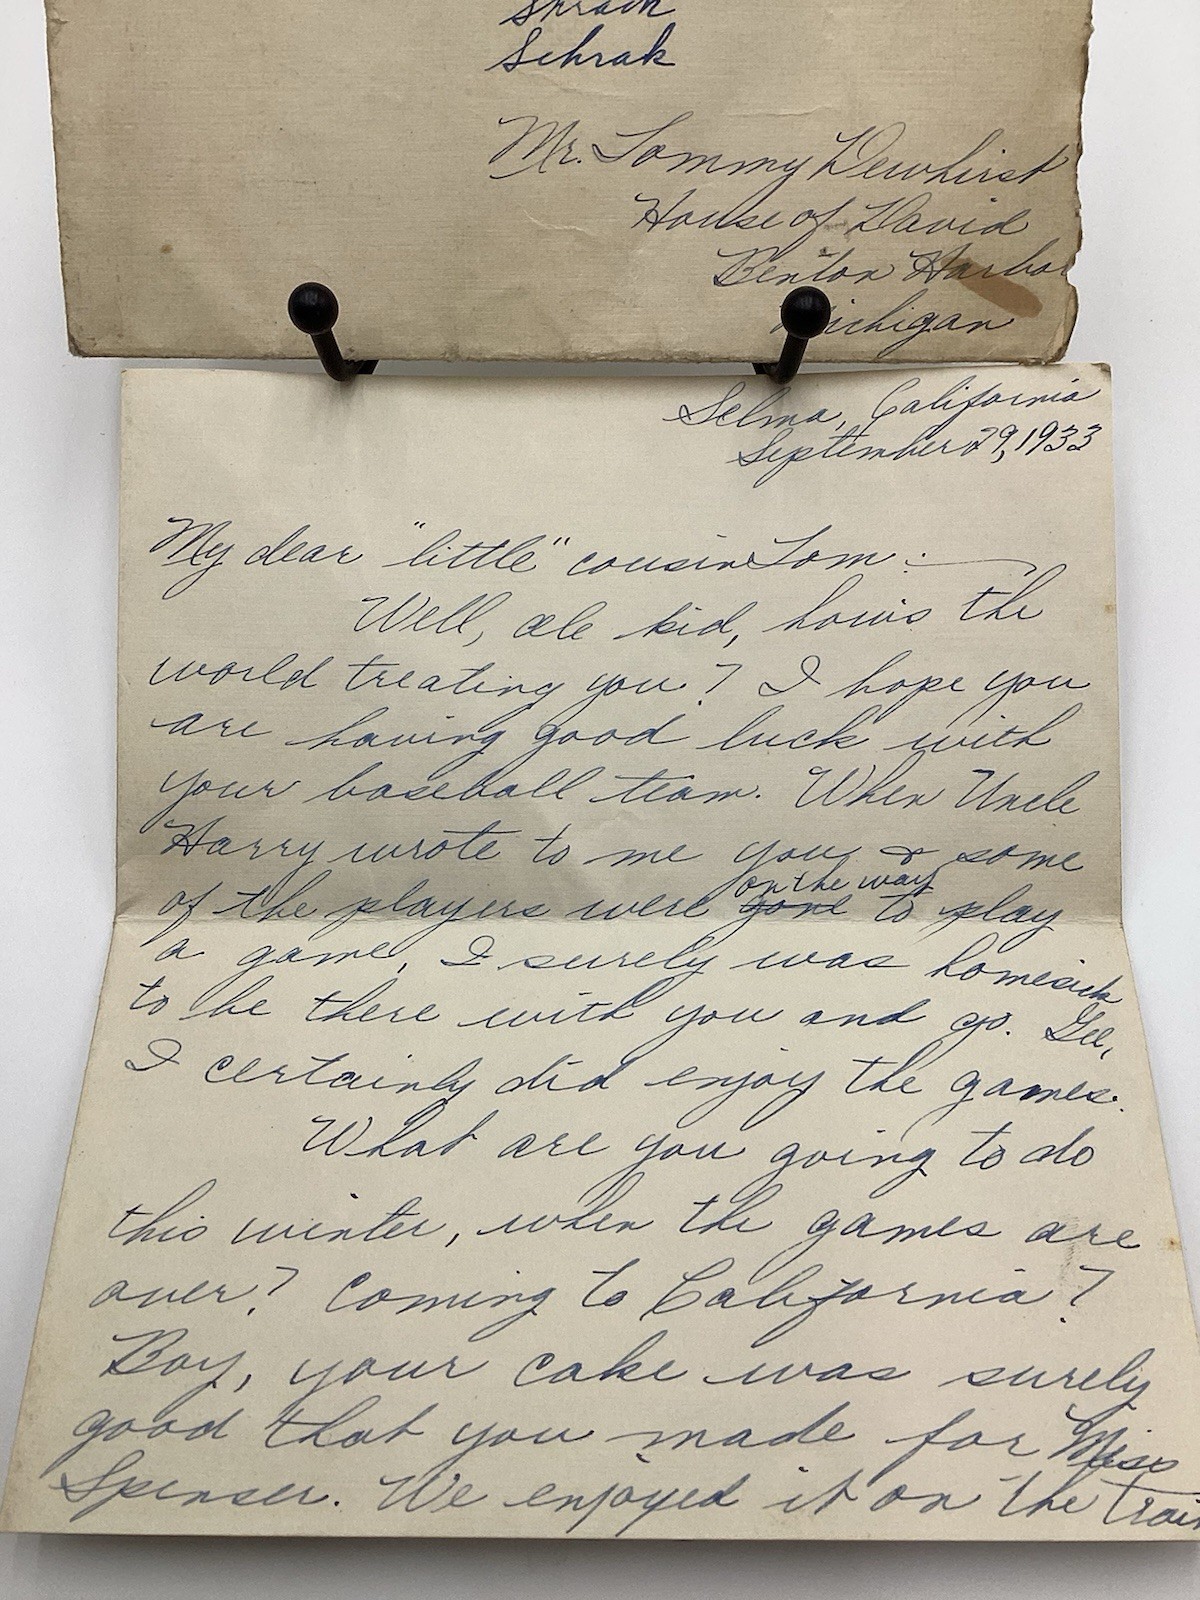 Schrak
Mr. Tommy Dewhirst
House of David
Benton Harbor
Michigan
Selma, California
September 29, 1933
My dear "little" cousin Tom:
Well, ole kid, hows the
world treating you? I hope you
are having good luck with
your baseball team. When Uncle
Harry wrote to me you & some
on the way
of the players were gone to play
a game, I surely was homesick
to be there with you and go. Gee,
I certainly did enjoy the games.
What are you going to do
this winter, when the games are
over? Coming to California?
Boy, your cake was surely
good that you made for Miss
Spenser. We enjoyed it on the train